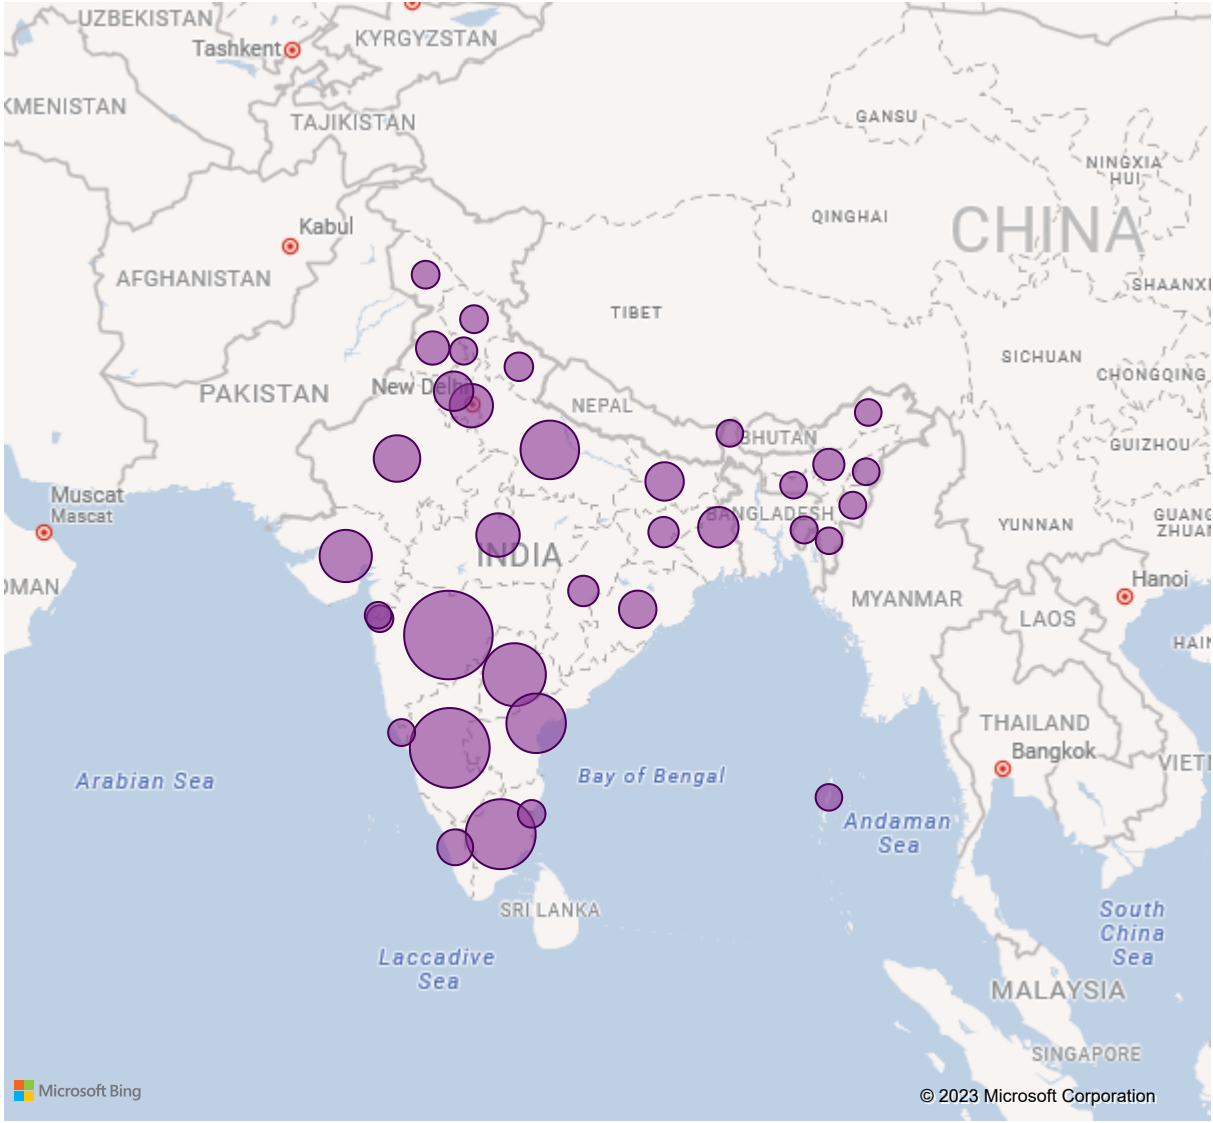 UZBEKISTAN
KYRGYZSTAN
Tashkent
KMENISTAN
TAJIKISTAN
GANSU
NINGXIA
HUI
QINGHAI
CHINA
Kabul
AFGHANISTAN
SHAANXI
TIBET
SICHUAN
CHONGQING
New Delh
PAKISTAN
NEPAL
BHUTAN
GUIZHOU
Muscat
Mascat
BANGLADESH
YUNNAN
GUANG
ZHUAN
INDIA
OMAN
Hanoi
MYANMAR
LAOS
HAIN
THAILAND
Bangkok
VIET
Arabian Sea
Bay of Bengal
Andaman
Sea
SRI LANKA
South
China
Sea
Laccadive
Sea
MALAYSIA
SINGAPORE
Microsoft Bing
© 2023 Microsoft Corporation